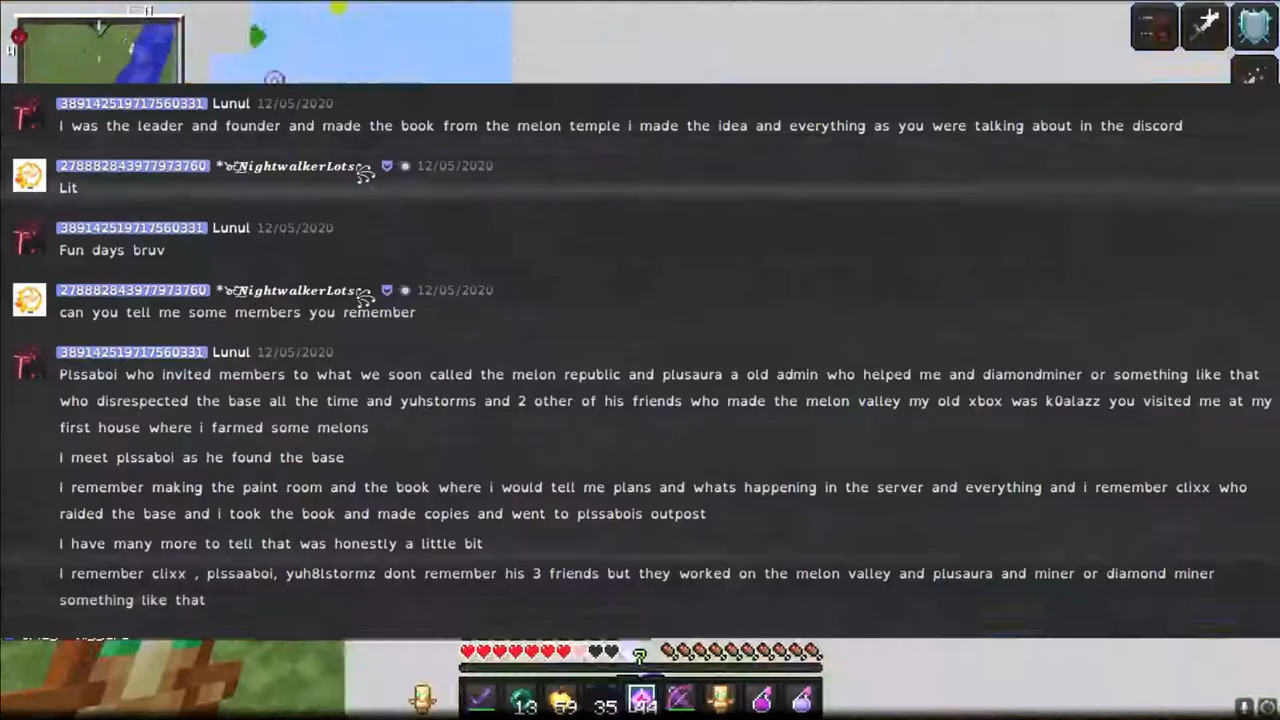 389142519717560331 Lunul 12/05/2020
I was the leader and founder and made the book from the melon temple i made the idea and everything as you were talking about in the discord
278882843977973760 NightwalkerLots 12/05/2020
Lit
389142519717560331 Lunul 12/05/2020
Fun days bruv
278882843977973760 NightwalkerLots 12/05/2020
can you tell me some members you remember
389142519717560331 Lunul 12/05/2020
Plssaboi who invited members to what we soon called the melon republic and plusaura a old admin who helped me and diamondminer or something like that
who disrespected the base all the time and yuhstorms and 2 other of his friends who made the melon valley my old xbox was k0alazz you visited me at my
first house where i farmed some melons
I meet plssaboi as he found the base
I remember making the paint room and the book where i would tell me plans and whats happening in the server and everything and i remember clixx who
raided the base and i took the book and made copies and went to plssabois outpost
I have many more to tell that was honestly a little bit
I remember clixx , plssaaboi, yuh8lstormz dont remember his 3 friends but they worked on the melon valley and plusaura and miner or diamond miner
something like that
7
13 59 35 44